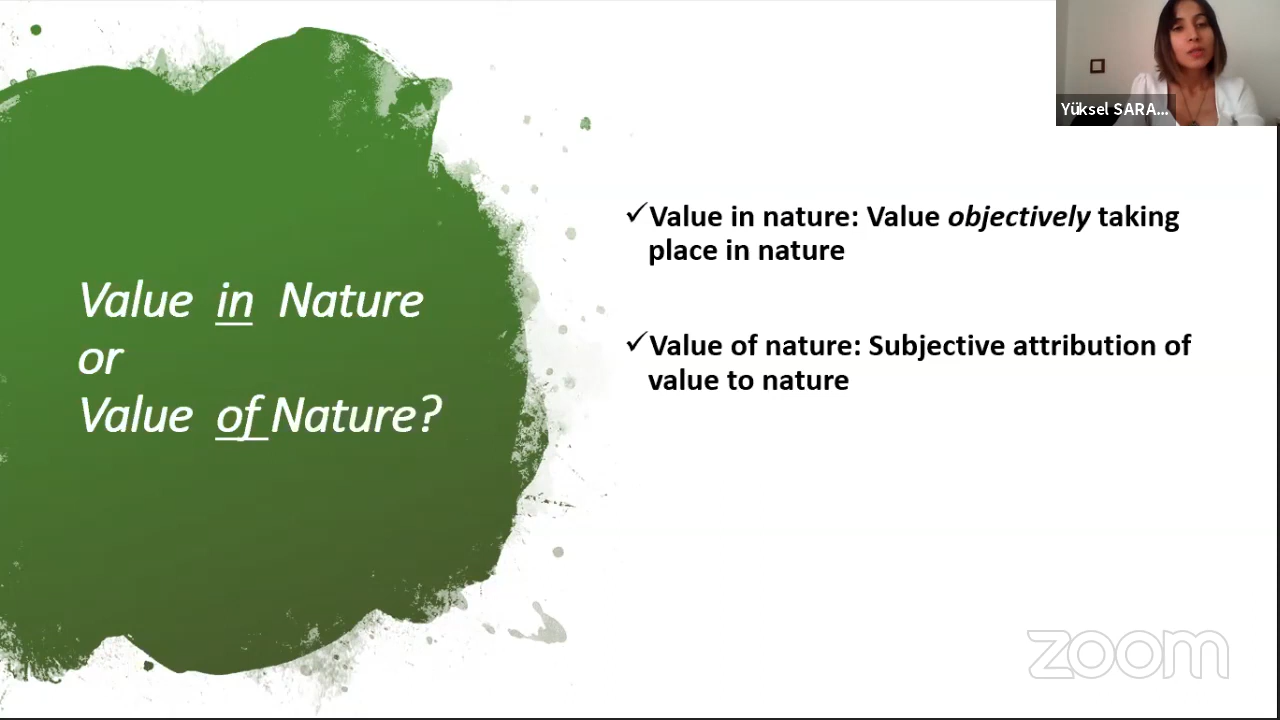 Yüksel SARA...
Value in Nature
or
Value of Nature?
✓Value in nature: Value objectively taking
place in nature
✓Value of nature: Subjective attribution of
value to nature
zoom